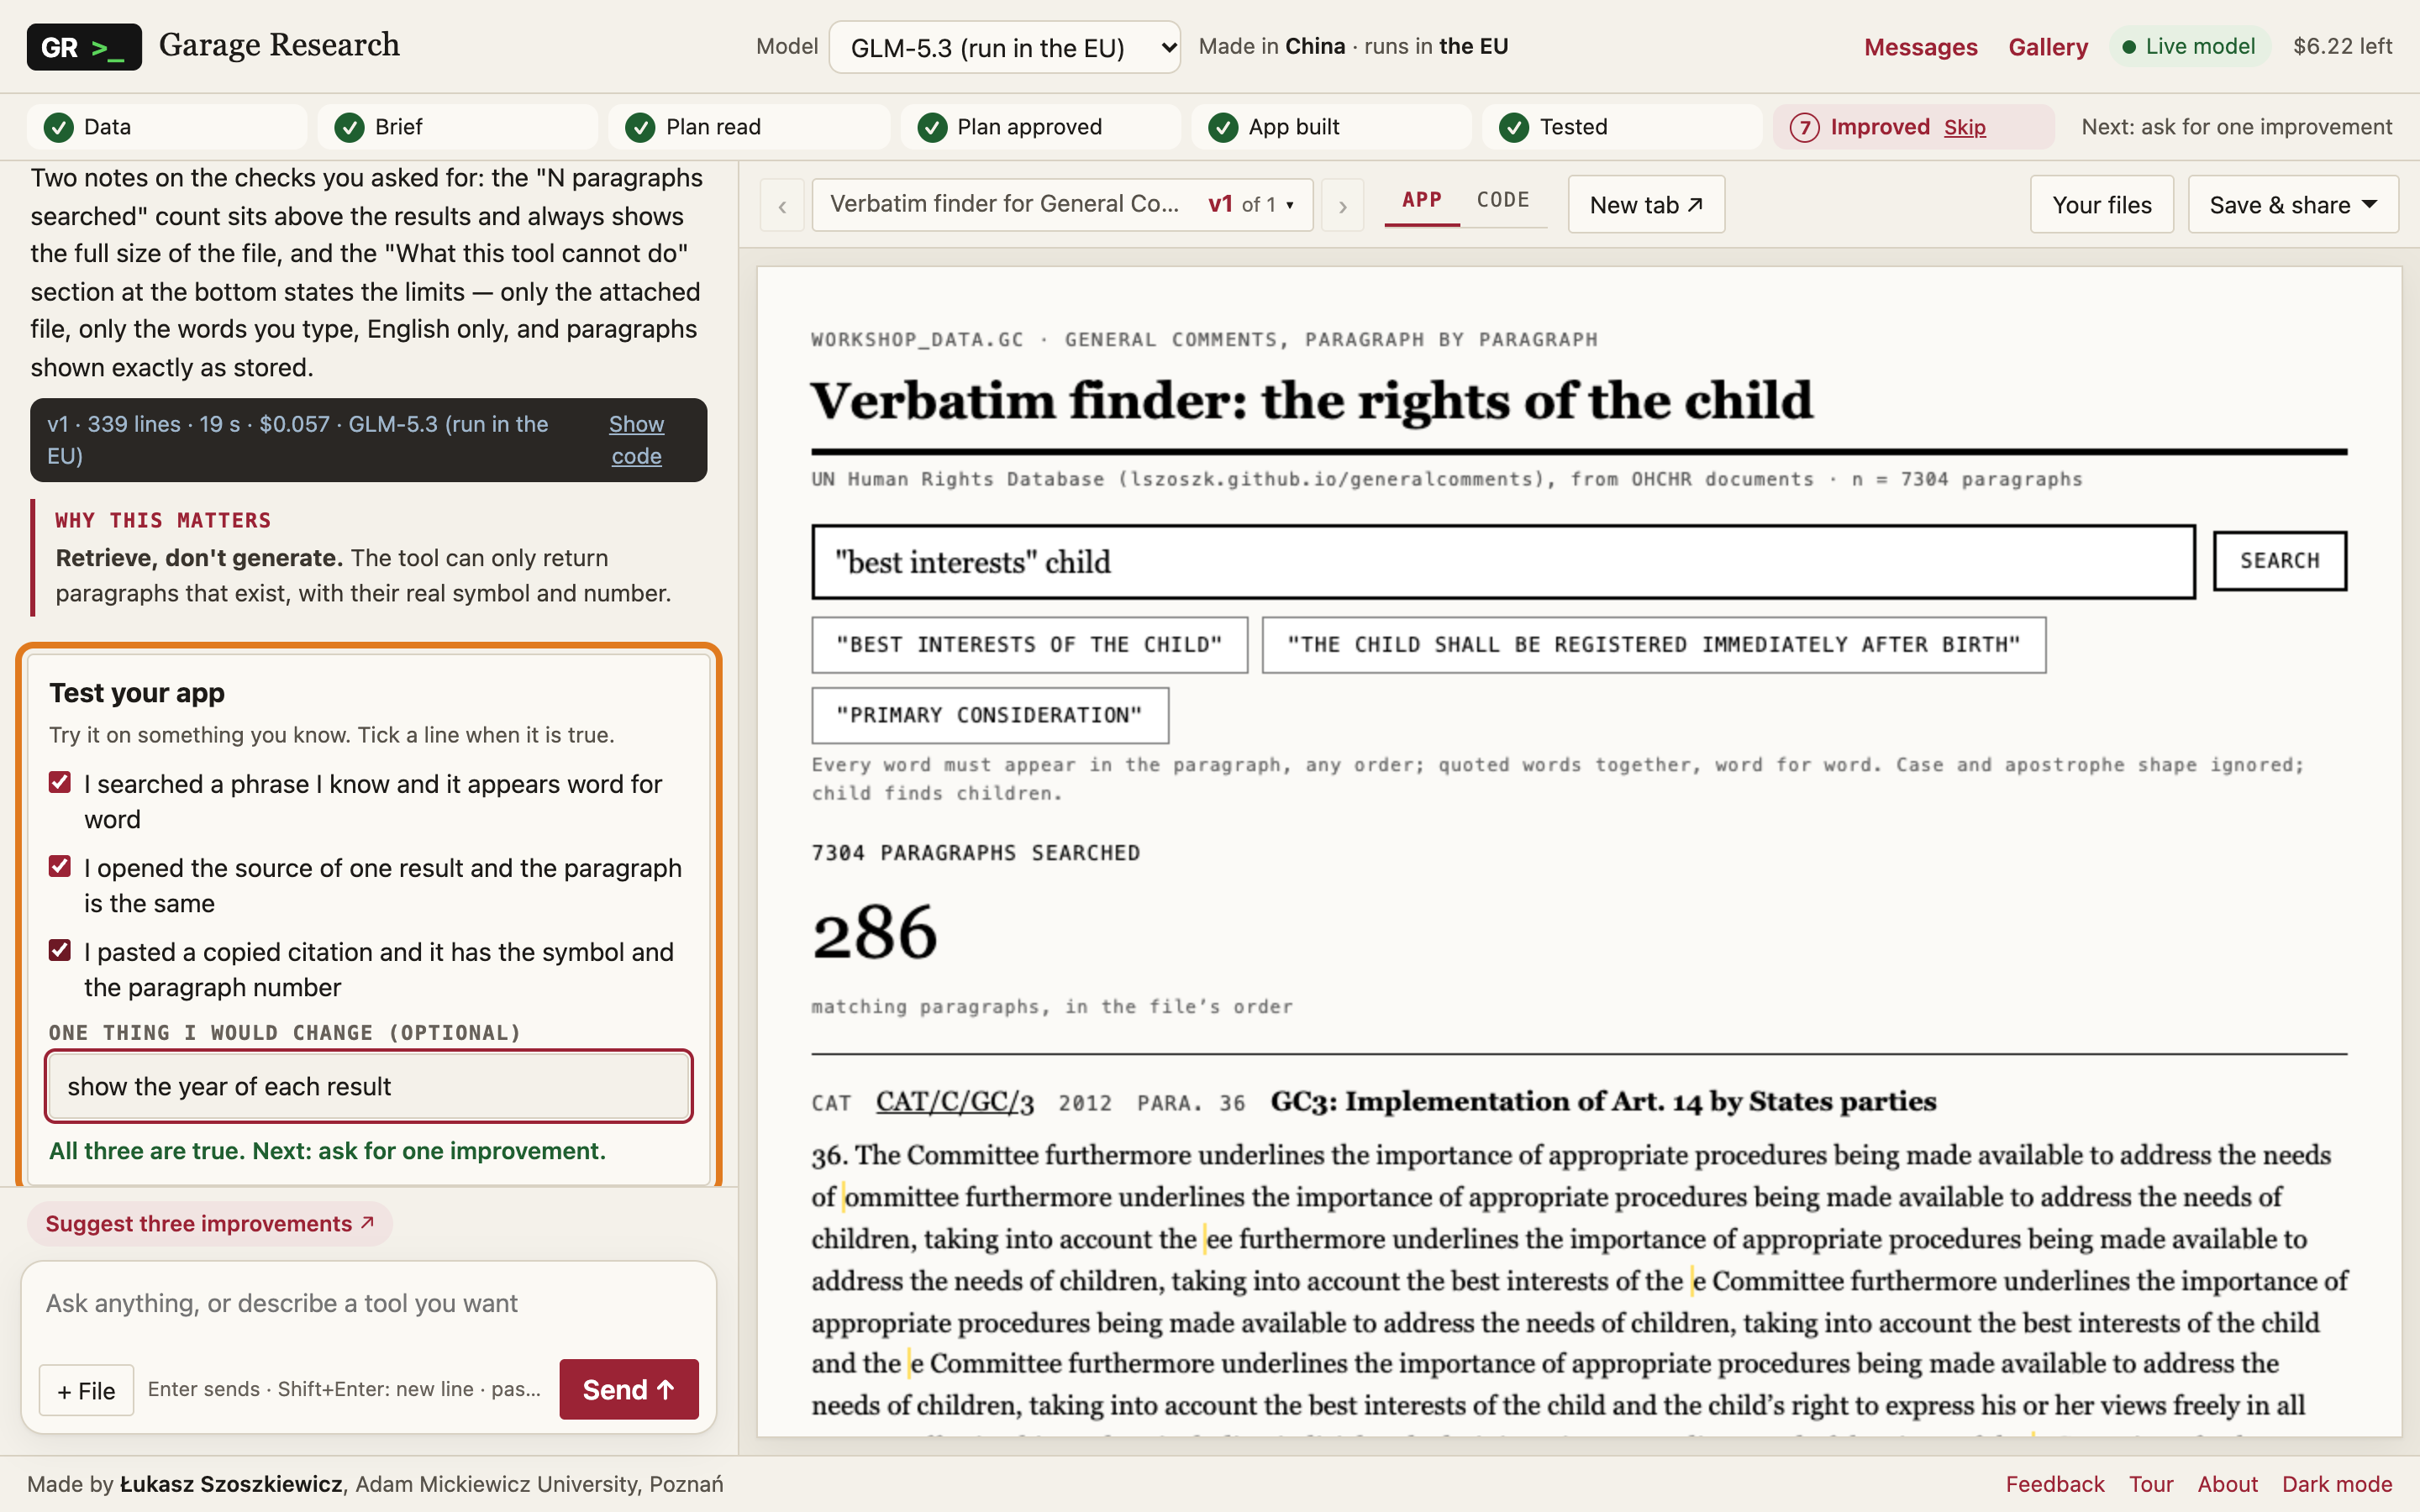 GR >_ Garage Research
Model GLM-5.3 (run in the EU) Made in China · runs in the EU
Messages Gallery Live model $6.22 left
Data Brief Plan read Plan approved App built Tested 7 Improved Skip Next: ask for one improvement
Two notes on the checks you asked for: the "N paragraphs
searched" count sits above the results and always shows
the full size of the file, and the "What this tool cannot do"
section at the bottom states the limits — only the attached
file, only the words you type, English only, and paragraphs
shown exactly as stored.
v1 · 339 lines · 19 s · $0.057 · GLM-5.3 (run in the
EU)
Show
code
WHY THIS MATTERS
Retrieve, don't generate. The tool can only return
paragraphs that exist, with their real symbol and number.
Test your app
Try it on something you know. Tick a line when it is true.
I searched a phrase I know and it appears word for
word
I opened the source of one result and the paragraph
is the same
I pasted a copied citation and it has the symbol and
the paragraph number
ONE THING I WOULD CHANGE (OPTIONAL)
show the year of each result
All three are true. Next: ask for one improvement.
Suggest three improvements ↗
Ask anything, or describe a tool you want
+ File Enter sends · Shift+Enter: new line · pas... Send ↑
‹ Verbatim finder for General Co... v1 of 1 ▾ › APP CODE New tab ↗ Your files Save & share
WORKSHOP_DATA.GC · GENERAL COMMENTS, PARAGRAPH BY PARAGRAPH
Verbatim finder: the rights of the child
UN Human Rights Database (lszoszk.github.io/generalcomments), from OHCHR documents · n = 7304 paragraphs
"best interests" child SEARCH
"BEST INTERESTS OF THE CHILD" "THE CHILD SHALL BE REGISTERED IMMEDIATELY AFTER BIRTH"
"PRIMARY CONSIDERATION"
Every word must appear in the paragraph, any order; quoted words together, word for word. Case and apostrophe shape ignored;
child finds children.
7304 PARAGRAPHS SEARCHED
286
matching paragraphs, in the file’s order
CAT CAT/C/GC/3 2012 PARA. 36 GC3: Implementation of Art. 14 by States parties
36. The Committee furthermore underlines the importance of appropriate procedures being made available to address the needs
of ommittee furthermore underlines the importance of appropriate procedures being made available to address the needs of
children, taking into account the ee furthermore underlines the importance of appropriate procedures being made available to
address the needs of children, taking into account the best interests of the e Committee furthermore underlines the importance of
appropriate procedures being made available to address the needs of children, taking into account the best interests of the child
and the e Committee furthermore underlines the importance of appropriate procedures being made available to address the
needs of children, taking into account the best interests of the child and the child’s right to express his or her views freely in all
Made by Łukasz Szoszkiewicz, Adam Mickiewicz University, Poznań
Feedback Tour About Dark mode